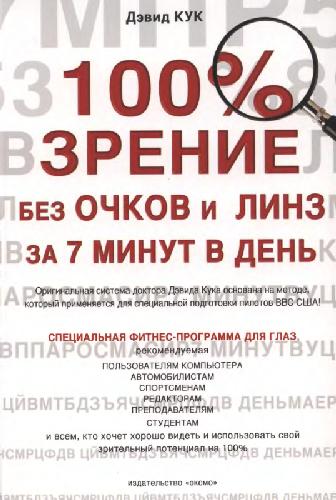 Дэвид КУК
100%
ЗРЕНИЕ
БЕЗ ОЧКОВ И ЛИНЗ
ЗА 7 МИНУТ В ДЕНЬ
Оригинальная система доктора Дэвида Кука основана на методе,
который применяется для специальной подготовки пилотов ВВС США!
СПЕЦИАЛЬНАЯ ФИТНЕС-ПРОГРАММА ДЛЯ ГЛАЗ
рекомендуемая
ПОЛЬЗОВАТЕЛЯМ КОМПЬЮТЕРА
АВТОМОБИЛИСТАМ
СПОРТСМЕНАМ
РЕДАКТОРАМ
ПРЕПОДАВАТЕЛЯМ
СТУДЕНТАМ
и всем, кто хочет хорошо видеть и использовать свой
зрительный потенциал на 100%
ИЗДАТЕЛЬСТВО «ЭКСМО»